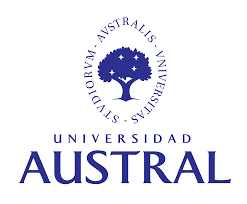 STVDIORVM · AVSTRALIS · VNIVERSITAS ·
UNIVERSIDAD
AUSTRAL